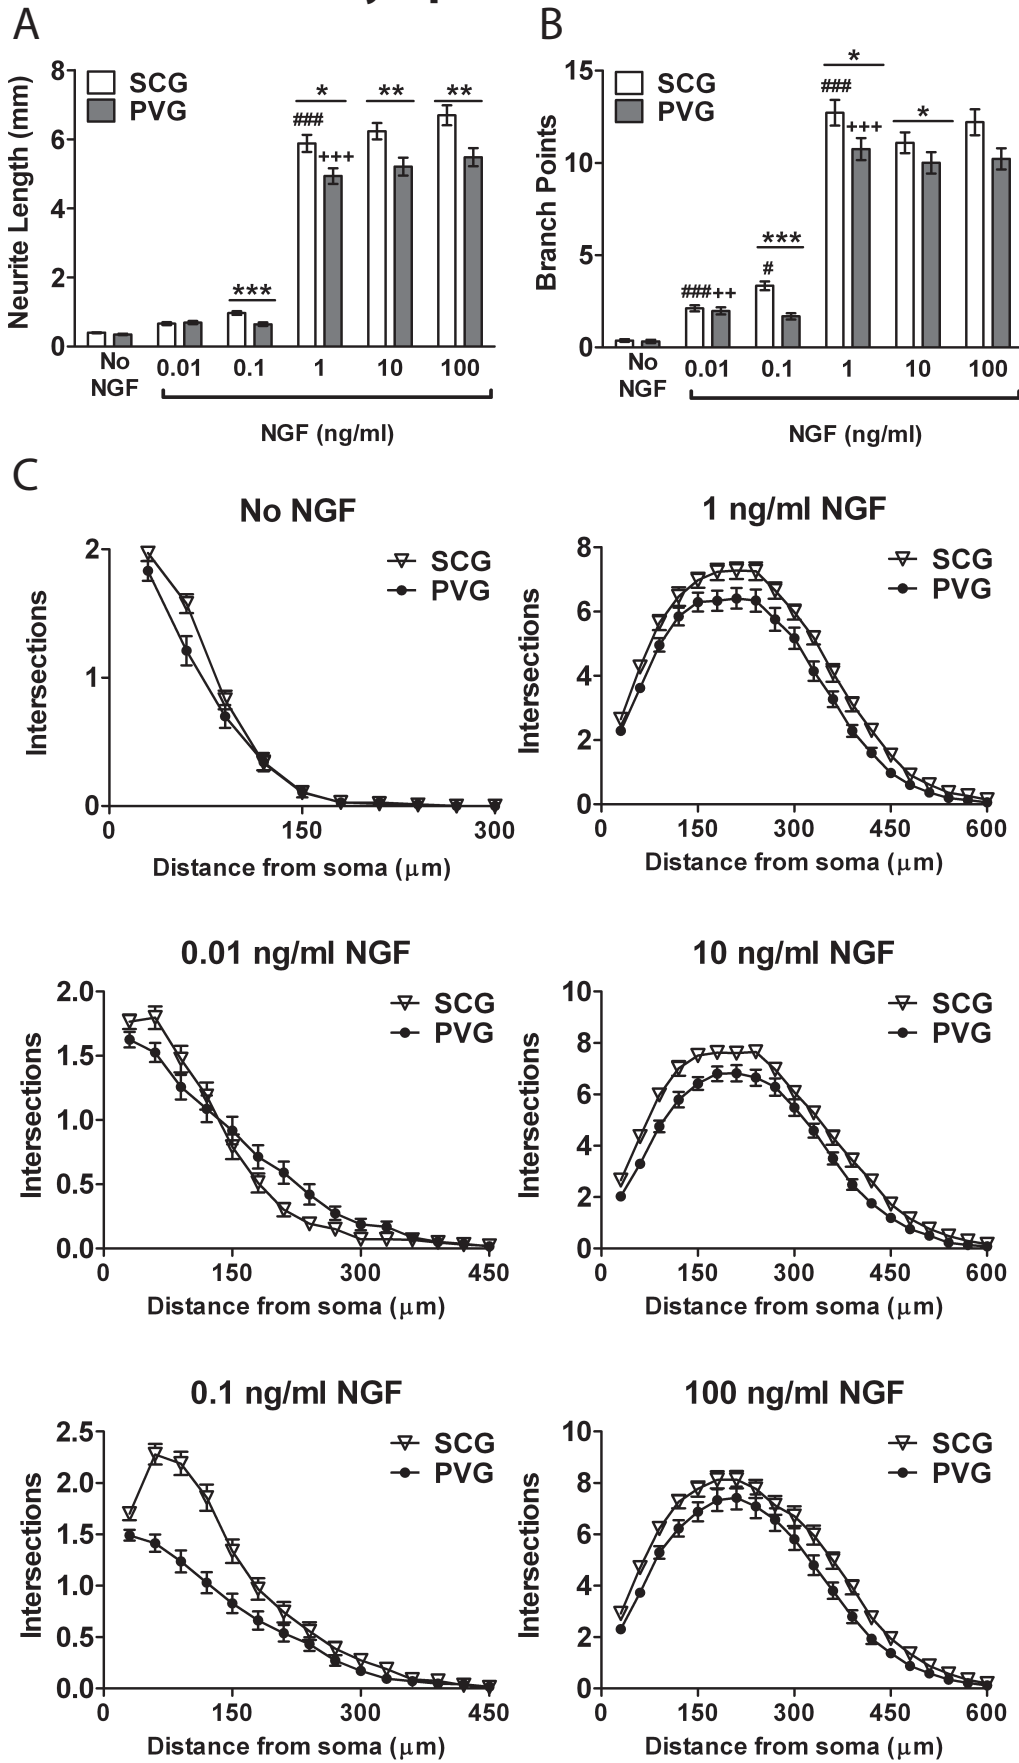 A
B
SCG
PVG
Neurite Length (mm)
8
6
4
2
0
***
*
###
+++
**
**
No
NGF
0.01
0.1
1
10
100
NGF (ng/ml)
SCG
PVG
Branch Points
15
10
5
0
###
++
***
#
*
###
+++
*
No
NGF
0.01
0.1
1
10
100
NGF (ng/ml)
C
No NGF
SCG
PVG
Intersections
2
1
0
0
150
300
Distance from soma (μm)
1 ng/ml NGF
SCG
PVG
Intersections
8
6
4
2
0
0
150
300
450
600
Distance from soma (μm)
0.01 ng/ml NGF
SCG
PVG
Intersections
2.0
1.5
1.0
0.5
0.0
0
150
300
450
Distance from soma (μm)
10 ng/ml NGF
SCG
PVG
Intersections
10
8
6
4
2
0
0
150
300
450
600
Distance from soma (μm)
0.1 ng/ml NGF
SCG
PVG
Intersections
2.5
2.0
1.5
1.0
0.5
0.0
0
150
300
450
Distance from soma (μm)
100 ng/ml NGF
SCG
PVG
Intersections
10
8
6
4
2
0
0
150
300
450
600
Distance from soma (μm)